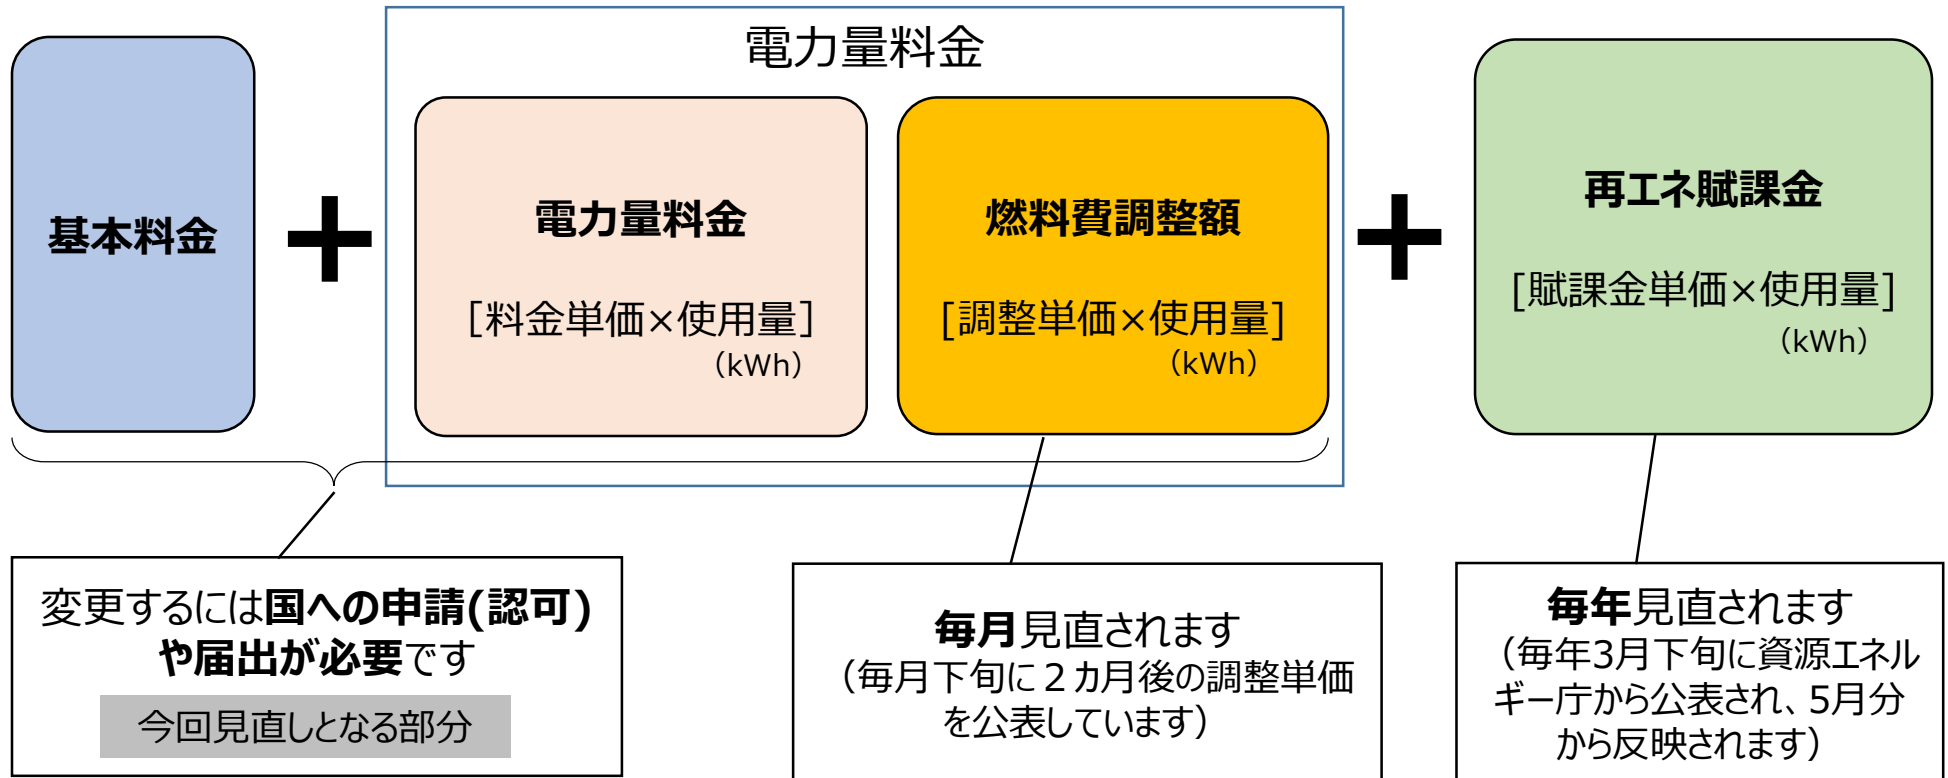 電力量料金
基本料金
+
電力量料金
[料金単価×使用量]
(kWh)
燃料費調整額
[調整単価×使用量]
(kWh)
+
再エネ賦課金
[賦課金単価×使用量]
(kWh)
変更するには国への申請(認可)
や届出が必要です
今回見直しとなる部分
毎月見直されます
(毎月下旬に２カ月後の調整単価
を公表しています)
毎年見直されます
(毎年3月下旬に資源エネル
ギー庁から公表され、5月分
から反映されます)